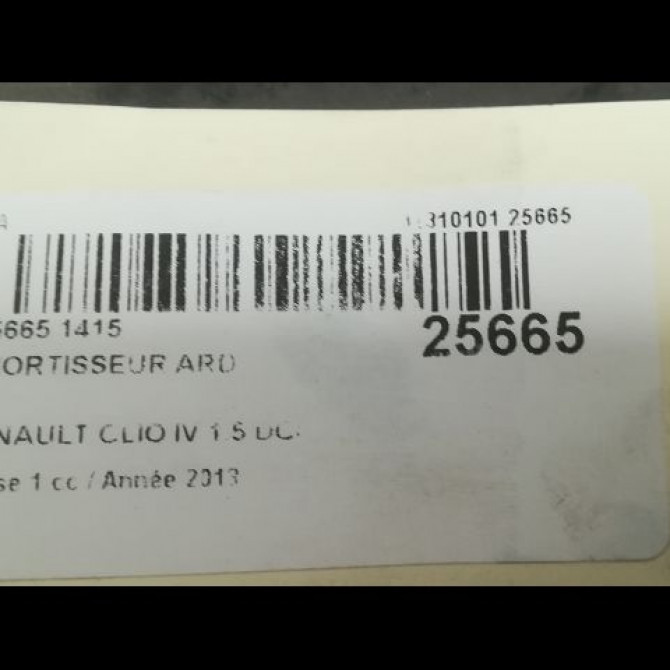 310101 25665
5665 1415
25665
ORTISSEUR ARD
NAULT CLIO IV 1.5 DC
se 1 cc / Année 2013